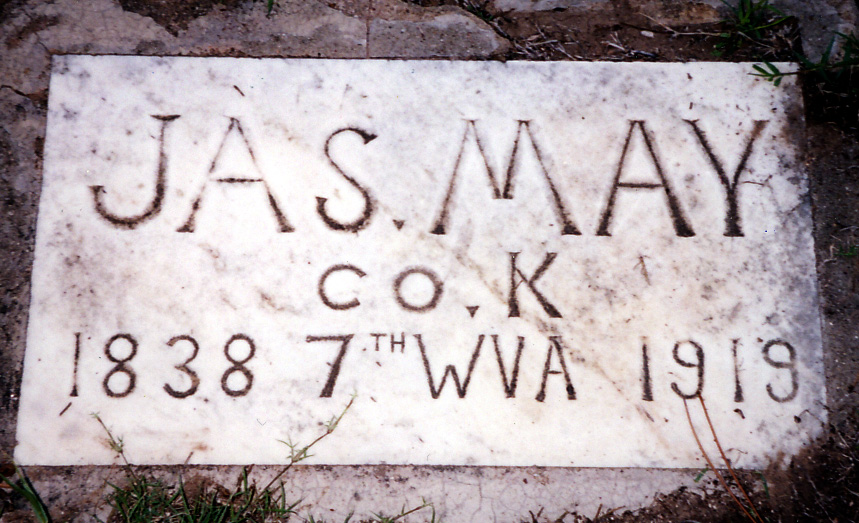 JAS. MAY
CO. K
1838 7TH WVA 1919